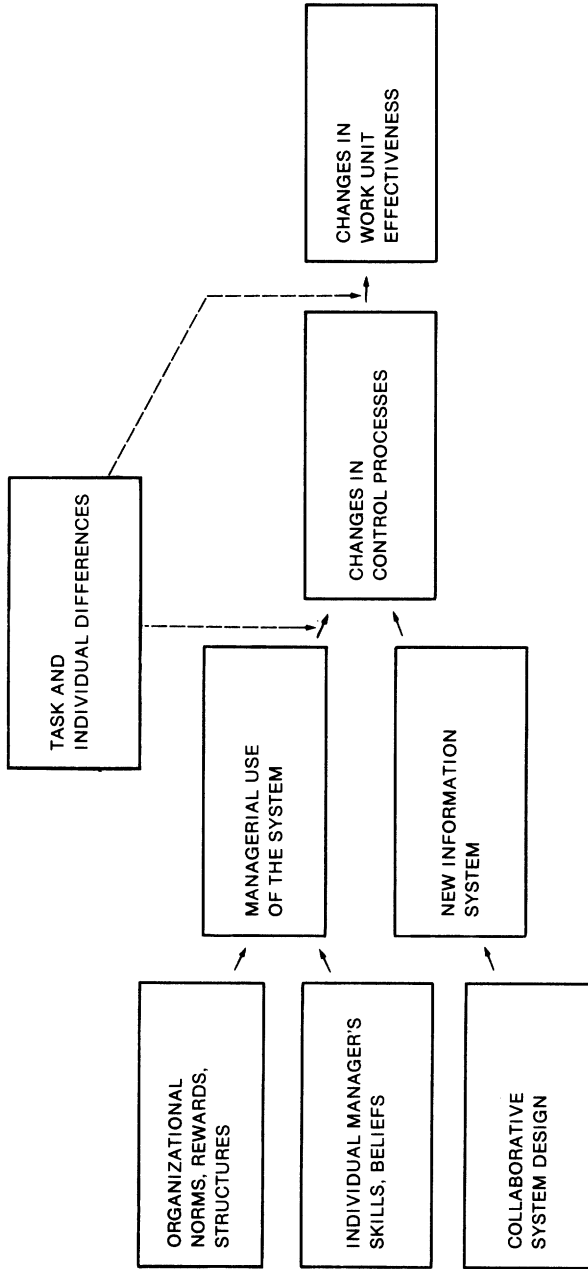 TASK AND
INDIVIDUAL DIFFERENCES
ORGANIZATIONAL
NORMS, REWARDS,
STRUCTURES
MANAGERIAL USE
OF THE SYSTEM
INDIVIDUAL MANAGER'S
SKILLS, BELIEFS
CHANGES IN
CONTROL PROCESSES
CHANGES IN
WORK UNIT
EFFECTIVENESS
NEW INFORMATION
SYSTEM
COLLABORATIVE
SYSTEM DESIGN